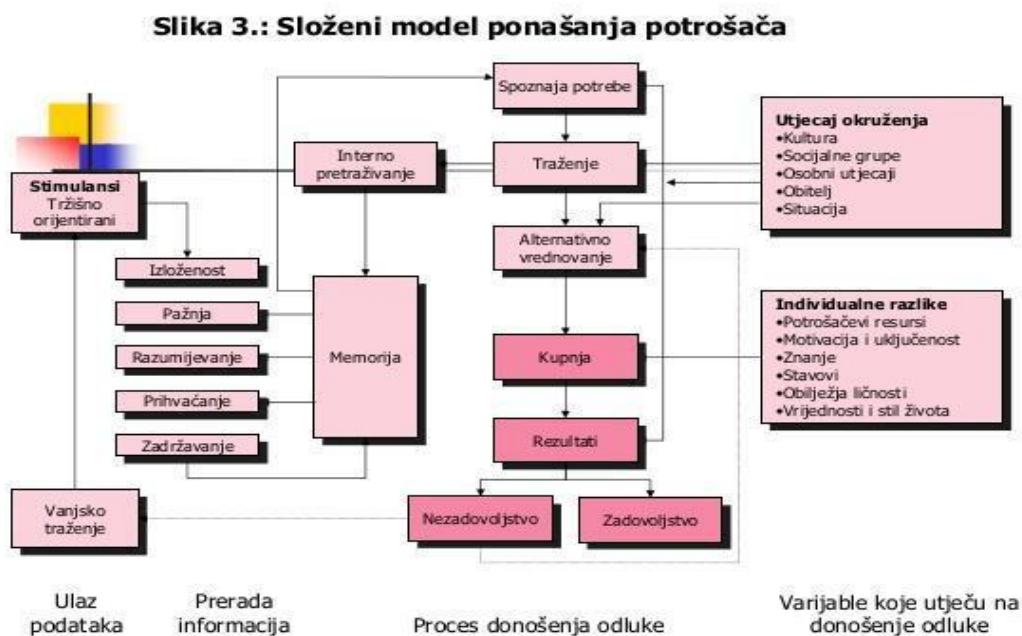 Slika 3.: Složeni model ponašanja potrošača
Stimulansi
Tržišno
orijentirani
Vanjsko
traženje
Izloženost
Pažnja
Razumijevanje
Prihvaćanje
Zadržavanje
Interno
pretraživanje
Memorija
Spoznaja potrebe
Traženje
Alternativno
vrednovanje
Kupnja
Rezultati
Nezadovoljstvo
Zadovoljstvo
Utjecaj okruženja
•Kultura
•Socijalne grupe
•Osobni utjecaji
•Obitelj
•Situacija
Individualne razlike
•Potrošačevi resursi
•Motivacija i uključenost
•Znanje
•Stavovi
•Obilježja ličnosti
•Vrijednosti i stil života
Ulaz
podataka
Prerada
informacija
Proces donošenja odluke
Varijable koje utječu na
donošenje odluke